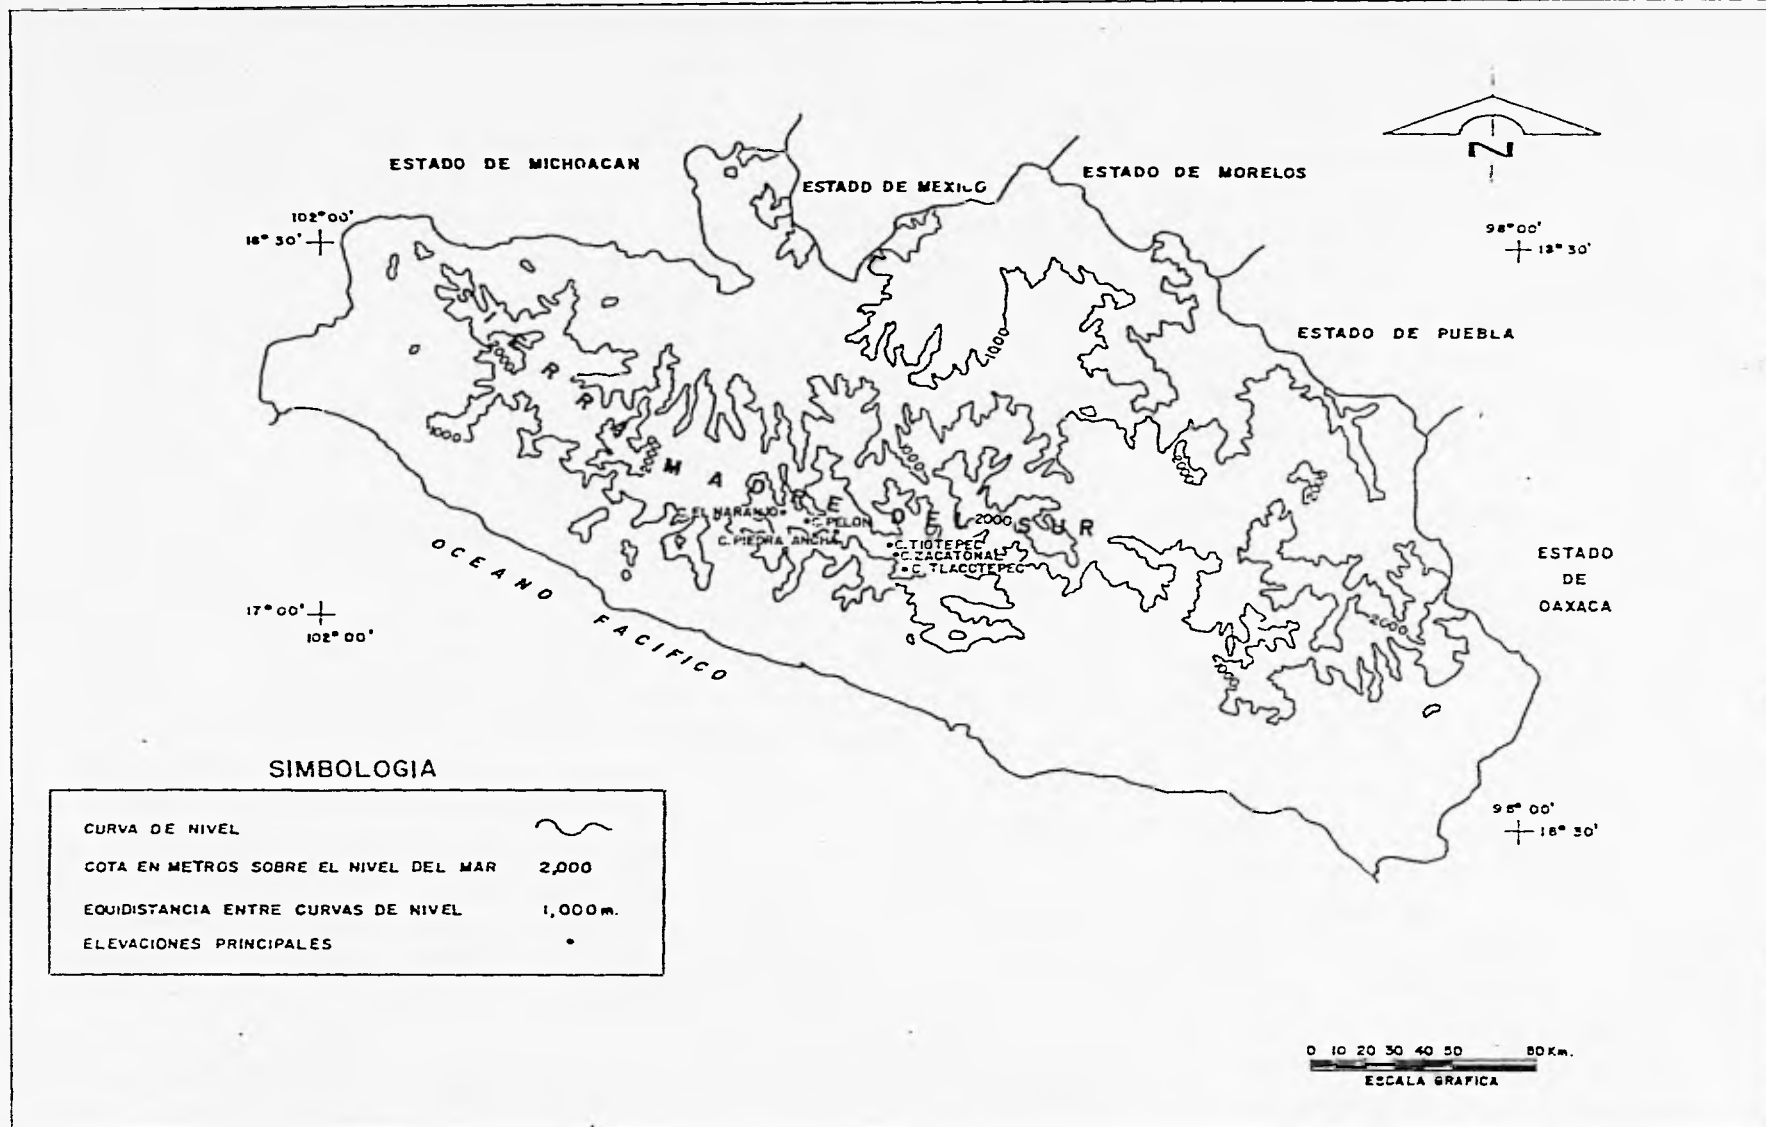 N
ESTADO DE MICHOACAN
ESTADO DE MEXICO
ESTADO DE MORELOS
102°00'
18°30'
98°00'
18°30'
ESTADO DE PUEBLA
1000
2000
1000
2000
1000
2000
SIERRA MADRE DEL SUR
C. EL NARANJO
C. PELON
2000
C. PIEDRA ANCHA
C. TIOTEPEC
C. ZACATONAL
C. TLACOTEPEC
OCEANO PACIFICO
ESTADO
DE
OAXACA
17°00'
102°00'
2000
1000
SIMBOLOGIA
CURVA DE NIVEL
COTA EN METROS SOBRE EL NIVEL DEL MAR 2,000
EQUIDISTANCIA ENTRE CURVAS DE NIVEL 1,000 m.
ELEVACIONES PRINCIPALES
98°00'
16°30'
0 10 20 30 40 50 80 Km.
ESCALA GRAFICA